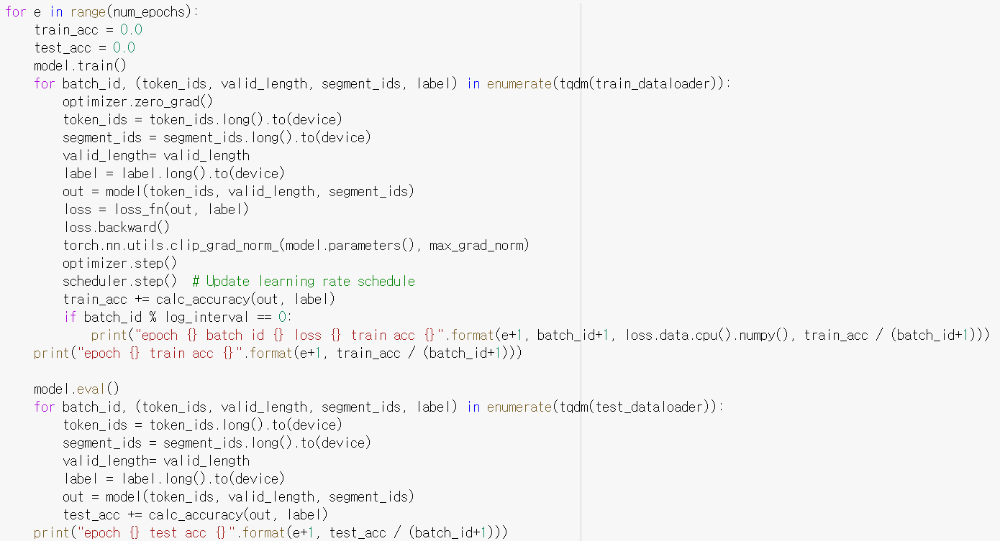 for e in range(num_epochs):
    train_acc = 0.0
    test_acc = 0.0
    model.train()
    for batch_id, (token_ids, valid_length, segment_ids, label) in enumerate(tqdm(train_dataloader)):
        optimizer.zero_grad()
        token_ids = token_ids.long().to(device)
        segment_ids = segment_ids.long().to(device)
        valid_length= valid_length
        label = label.long().to(device)
        out = model(token_ids, valid_length, segment_ids)
        loss = loss_fn(out, label)
        loss.backward()
        torch.nn.utils.clip_grad_norm_(model.parameters(), max_grad_norm)
        optimizer.step()
        scheduler.step()  # Update learning rate schedule
        train_acc += calc_accuracy(out, label)
        if batch_id % log_interval == 0:
            print("epoch {} batch id {} loss {} train acc {}".format(e+1, batch_id+1, loss.data.cpu().numpy(), train_acc / (batch_id+1)))
    print("epoch {} train acc {}".format(e+1, train_acc / (batch_id+1)))

    model.eval()
    for batch_id, (token_ids, valid_length, segment_ids, label) in enumerate(tqdm(test_dataloader)):
        token_ids = token_ids.long().to(device)
        segment_ids = segment_ids.long().to(device)
        valid_length= valid_length
        label = label.long().to(device)
        out = model(token_ids, valid_length, segment_ids)
        test_acc += calc_accuracy(out, label)
    print("epoch {} test acc {}".format(e+1, test_acc / (batch_id+1)))